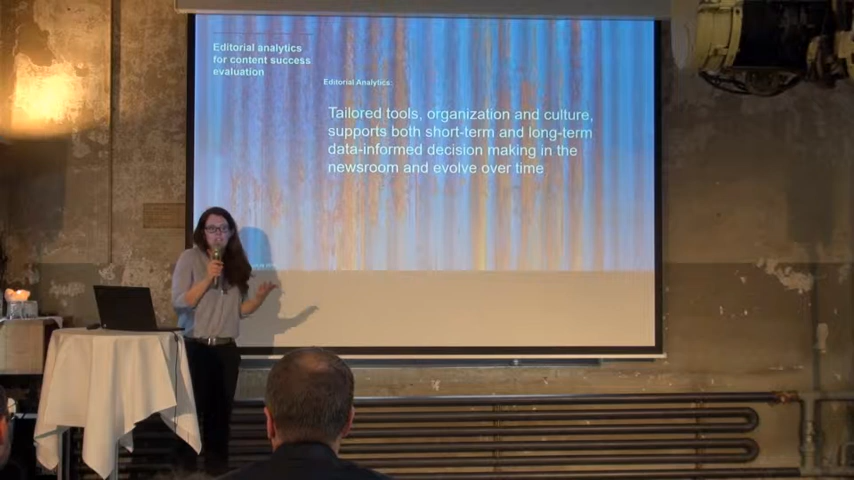 Editorial analytics
for content success
evaluation
Editorial Analytics:
Tailored tools, organization and culture,
supports both short-term and long-term
data-informed decision making in the
newsroom and evolve over time